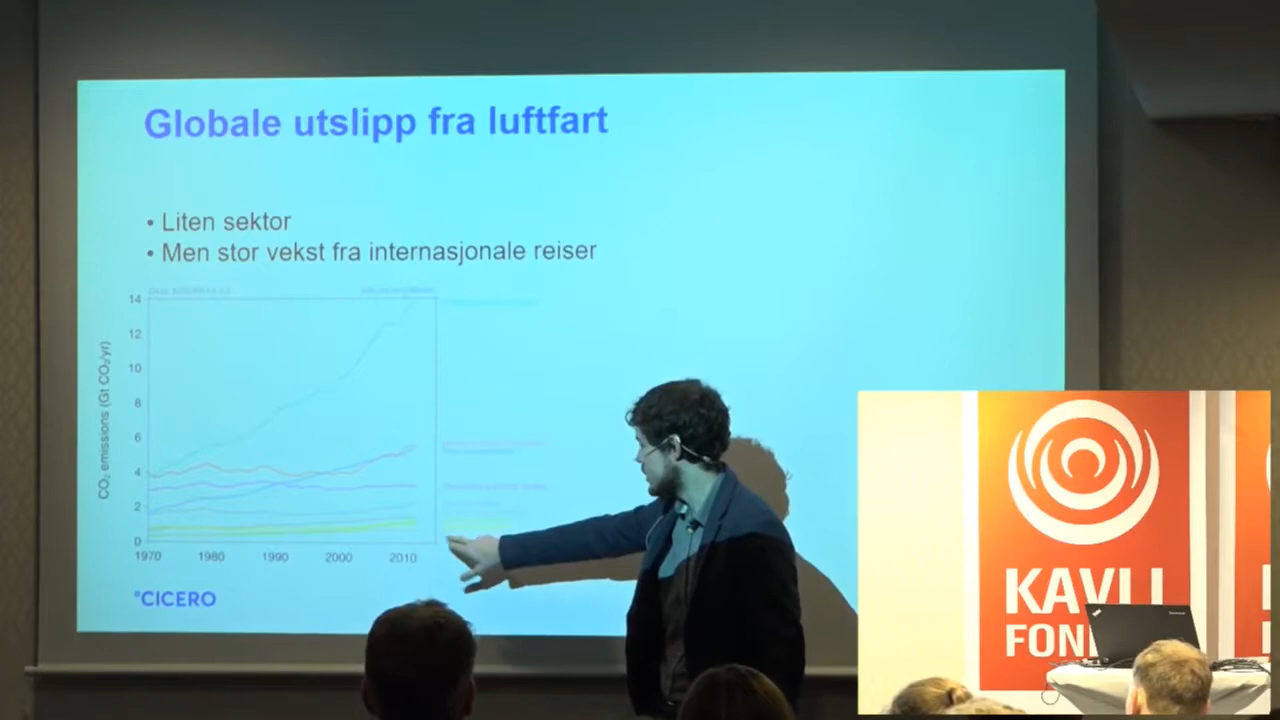 Globale utslipp fra luftfart
• Liten sektor
• Men stor vekst fra internasjonale reiser
CO₂ emissions (Gt CO₂/yr)
14
12
10
8
6
4
2
0
1970 1980 1990 2000 2010
°CICERO
KAVLI
FON